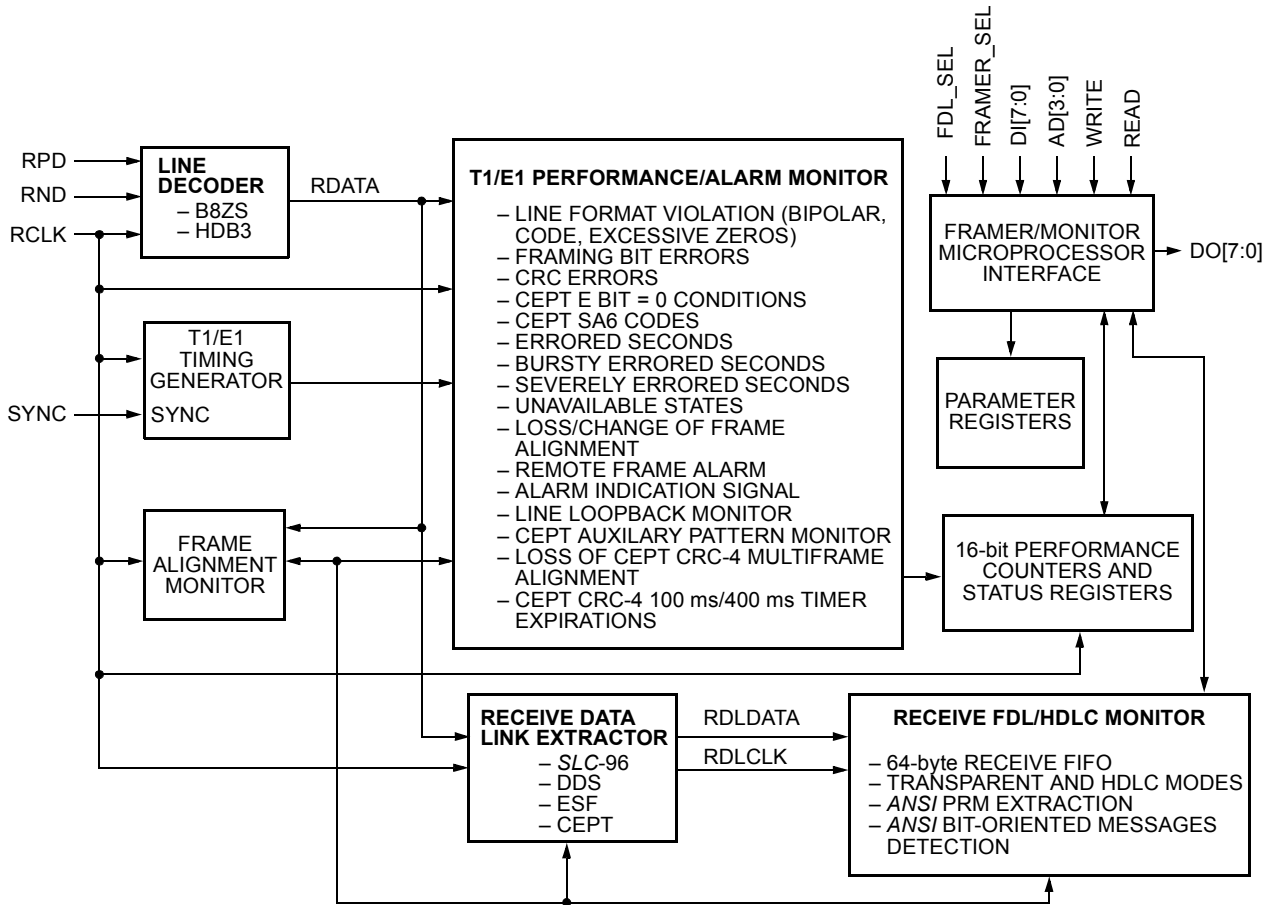 FDL_SEL
FRAMER_SEL
DI[7:0]
AD[3:0]
WRITE
READ
RPD
RND
RCLK
LINE
DECODER
– B8ZS
– HDB3
RDATA
T1/E1
TIMING
GENERATOR
SYNC
SYNC
FRAME
ALIGNMENT
MONITOR
T1/E1 PERFORMANCE/ALARM MONITOR
– LINE FORMAT VIOLATION (BIPOLAR,
CODE, EXCESSIVE ZEROS)
– FRAMING BIT ERRORS
– CRC ERRORS
– CEPT E BIT = 0 CONDITIONS
– CEPT SA6 CODES
– ERRORED SECONDS
– BURSTY ERRORED SECONDS
– SEVERELY ERRORED SECONDS
– UNAVAILABLE STATES
– LOSS/CHANGE OF FRAME
ALIGNMENT
– REMOTE FRAME ALARM
– ALARM INDICATION SIGNAL
– LINE LOOPBACK MONITOR
– CEPT AUXILARY PATTERN MONITOR
– LOSS OF CEPT CRC-4 MULTIFRAME
ALIGNMENT
– CEPT CRC-4 100 ms/400 ms TIMER
EXPIRATIONS
FRAMER/MONITOR
MICROPROCESSOR
INTERFACE
DO[7:0]
PARAMETER
REGISTERS
16-bit PERFORMANCE
COUNTERS AND
STATUS REGISTERS
RECEIVE DATA
LINK EXTRACTOR
– SLC-96
– DDS
– ESF
– CEPT
RDLDATA
RDLCLK
RECEIVE FDL/HDLC MONITOR
– 64-byte RECEIVE FIFO
– TRANSPARENT AND HDLC MODES
– ANSI PRM EXTRACTION
– ANSI BIT-ORIENTED MESSAGES
DETECTION